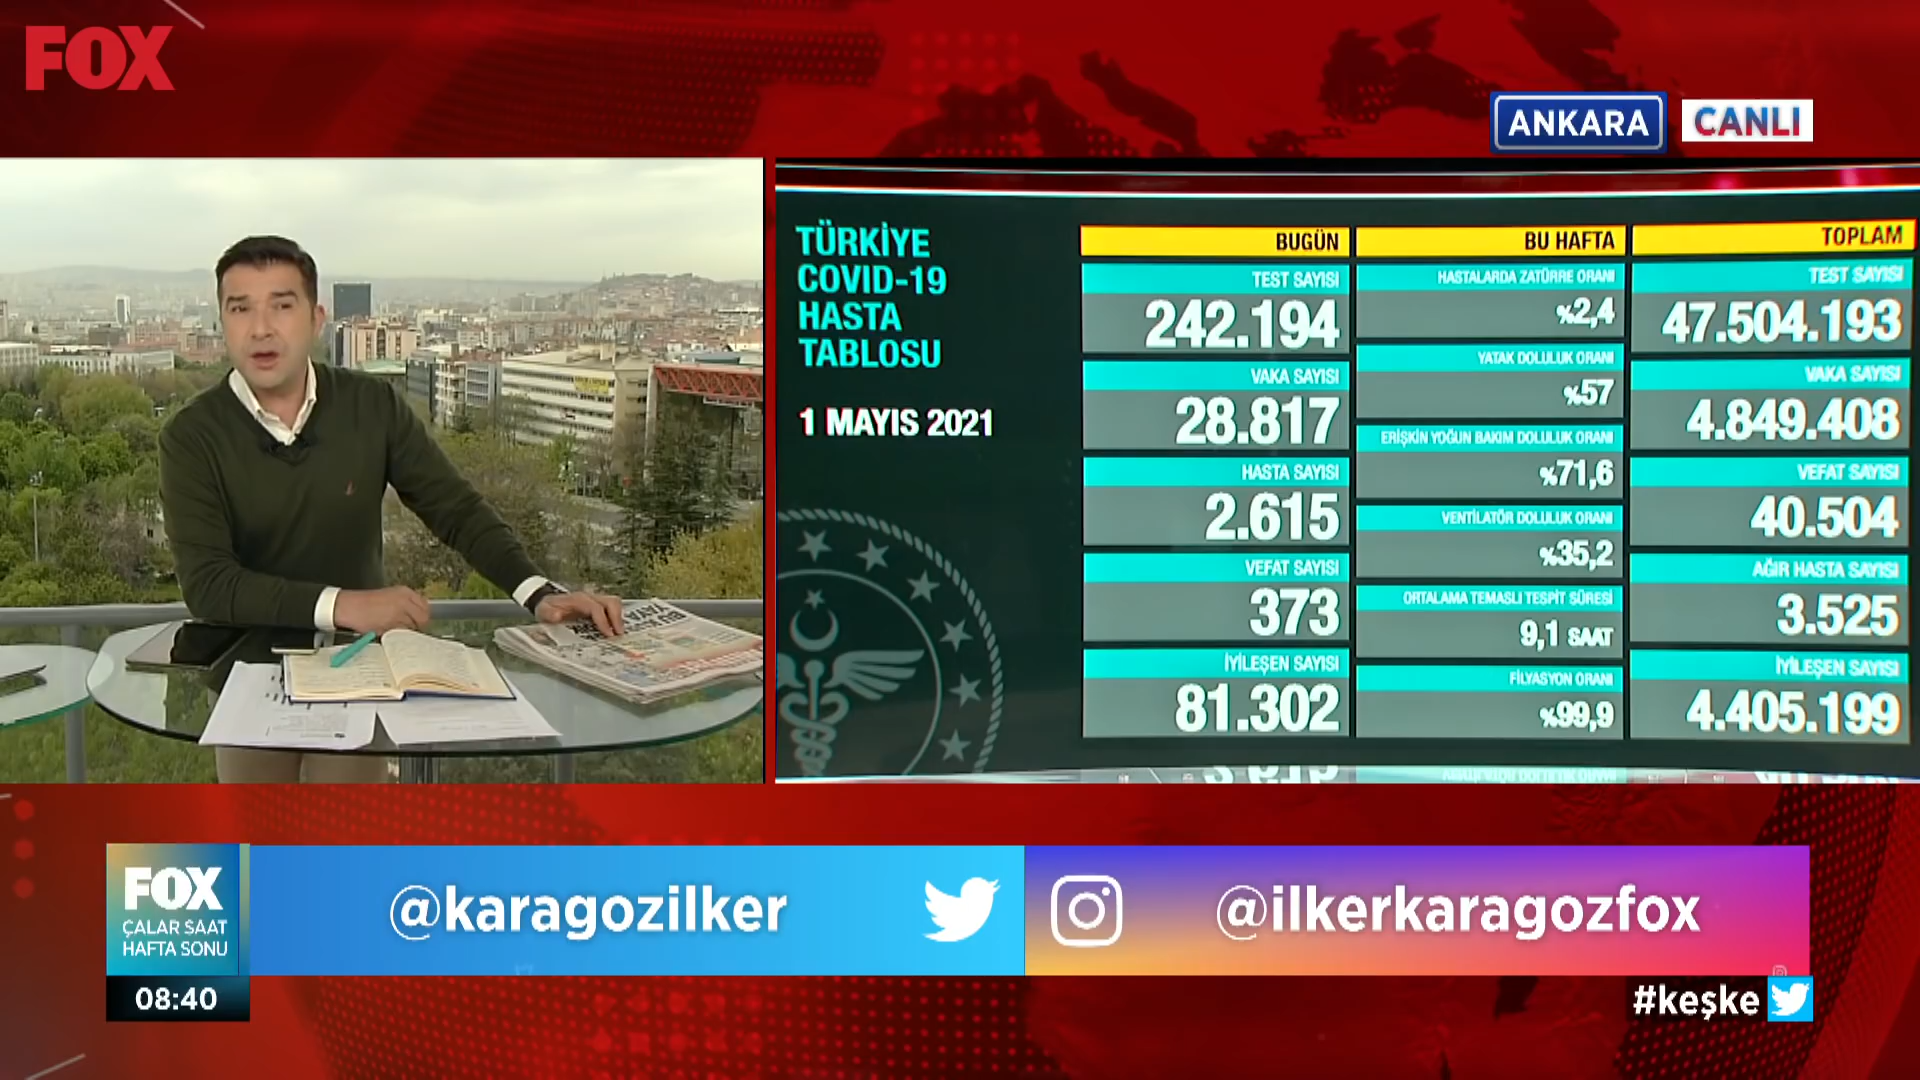 FOX
ANKARA
CANLI
TÜRKİYE
COVID-19
HASTA
TABLOSU
1 MAYIS 2021
BUGÜN
TEST SAYISI
242.194
VAKA SAYISI
28.817
HASTA SAYISI
2.615
VEFAT SAYISI
373
İYİLEŞEN SAYISI
81.302
BU HAFTA
HASTALARDA ZATÜRRE ORANI
%2,4
YATAK DOLULUK ORANI
%57
ERİŞKİN YOĞUN BAKIM DOLULUK ORANI
%71,6
VENTİLATÖR DOLULUK ORANI
%35,2
ORTALAMA TEMASLI TESPİT SÜRESİ
9,1 SAAT
FİLYASYON ORANI
%99,9
TOPLAM
TEST SAYISI
47.504.193
VAKA SAYISI
4.849.408
VEFAT SAYISI
40.504
AĞIR HASTA SAYISI
3.525
İYİLEŞEN SAYISI
4.405.199
FOX
ÇALAR SAAT
HAFTA SONU
08:40
@karagozilker
@ilkerkaragozfox
#keşke